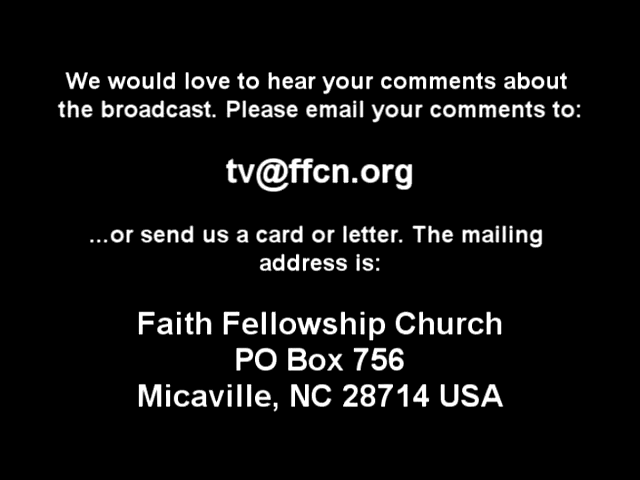 We would love to hear your comments about
the broadcast. Please email your comments to:
tv@ffcn.org
...or send us a card or letter. The mailing
address is:
Faith Fellowship Church
PO Box 756
Micaville, NC 28714 USA